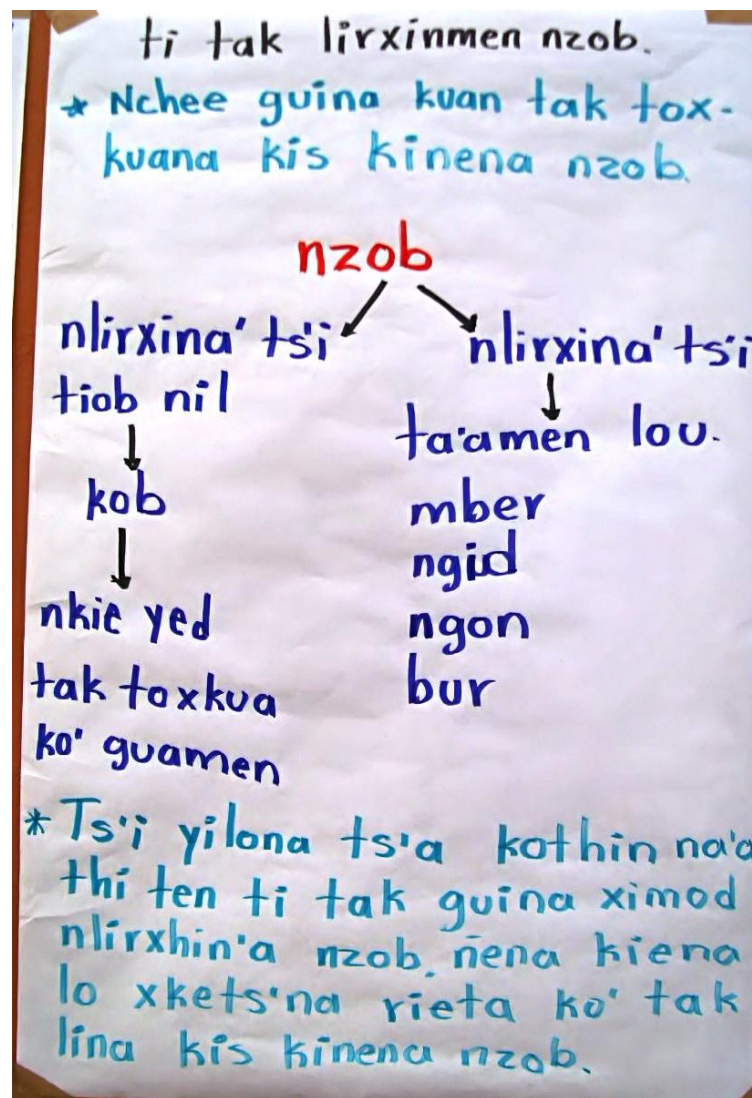 ti tak lirxinmen nzob.
* Nchee guina kuan tak tox-
kuana kis kinena nzob.
nzob
nlirxina' ts'i
tiob nil
kob
nkie yed
tak toxkua
ko' guamen
nlirxina' ts'i
ta'amen lou.
mber
ngid
ngon
bur
* Ts'i yilona ts'a kothin na'a
thi ten ti tak guina ximod
nlirxhin'a nzob. nena kiena
lo xkets'na rieta ko' tak
lina kis kinena nzob.